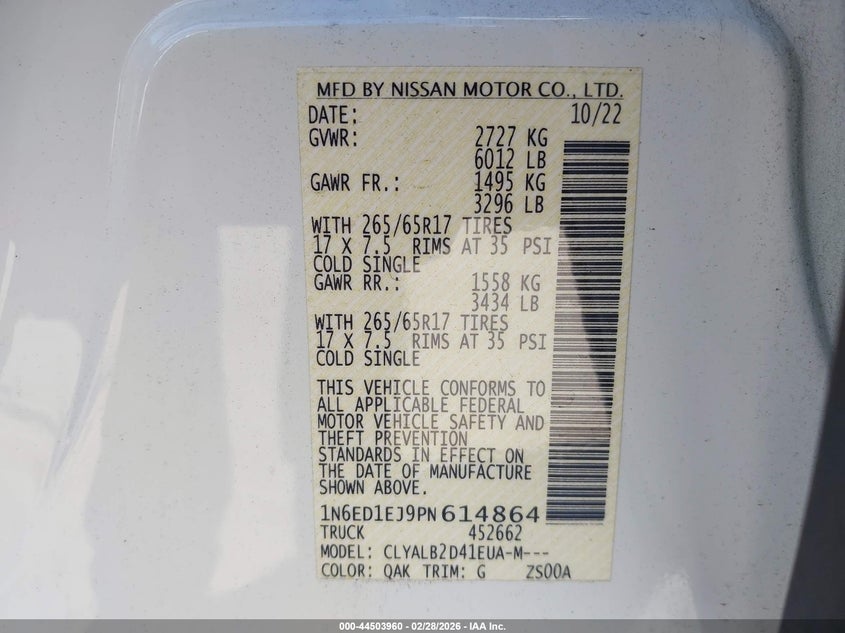 MFD BY NISSAN MOTOR CO., LTD.
DATE: 10/22
GVWR: 2727 KG
6012 LB
GAWR FR.: 1495 KG
3296 LB
WITH 265/65R17 TIRES
17 X 7.5 RIMS AT 35 PSI
COLD SINGLE
GAWR RR.: 1558 KG
3434 LB
WITH 265/65R17 TIRES
17 X 7.5 RIMS AT 35 PSI
COLD SINGLE
THIS VEHICLE CONFORMS TO
ALL APPLICABLE FEDERAL
MOTOR VEHICLE SAFETY AND
THEFT PREVENTION
STANDARDS IN EFFECT ON
THE DATE OF MANUFACTURE
SHOWN ABOVE.
1N6ED1EJ9PN614864
TRUCK 452662
MODEL: CLYALB2D41EUA-M---
COLOR: QAK TRIM: G ZS00A
000-44503960 - 02/28/2026 - IAA Inc.